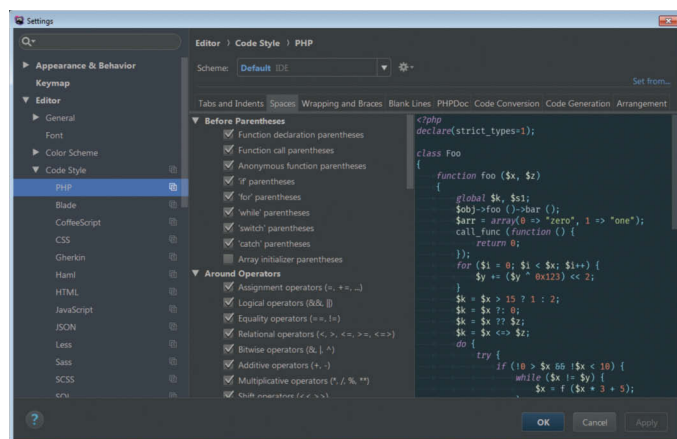 Settings
Editor > Code Style > PHP
Scheme: Default IDE
Set from...
Appearance & Behavior
Keymap
Editor
General
Font
Color Scheme
Code Style
PHP
Blade
CoffeeScript
CSS
Gherkin
Haml
HTML
JavaScript
JSON
Less
Sass
SCSS
SQL
Tabs and Indents Spaces Wrapping and Braces Blank Lines PHPDoc Code Conversion Code Generation Arrangement
Before Parentheses
Function declaration parentheses
Function call parentheses
Anonymous function parentheses
'if' parentheses
'for' parentheses
'while' parentheses
'switch' parentheses
'catch' parentheses
Array initializer parentheses
Around Operators
Assignment operators (=, +=, ...)
Logical operators (&&, ||)
Equality operators (==, !=)
Relational operators (<, >, <=, >=, <=>)
Bitwise operators (&, |, ^)
Additive operators (+, -)
Multiplicative operators (*, /, %, **)
Shift operators (<<, >>)
<?php
declare(strict_types=1);
class Foo
{
function foo ($x, $z)
{
global $k, $s1;
$obj->foo ()->bar ();
$arr = array(0 => "zero", 1 => "one");
call_func (function () {
return 0;
});
for ($i = 0; $i < $x; $i++) {
$y += ($y ^ 0x123) << 2;
}
$k = $x > 15 ? 1 : 2;
$k = $x ?: 0;
$k = $x ?? $z;
$k = $x <=> $z;
do {
try {
if (!0 > $x && !$x < 10) {
while ($x != $y) {
$x = f ($x * 3 + 5);
?
OK Cancel Apply